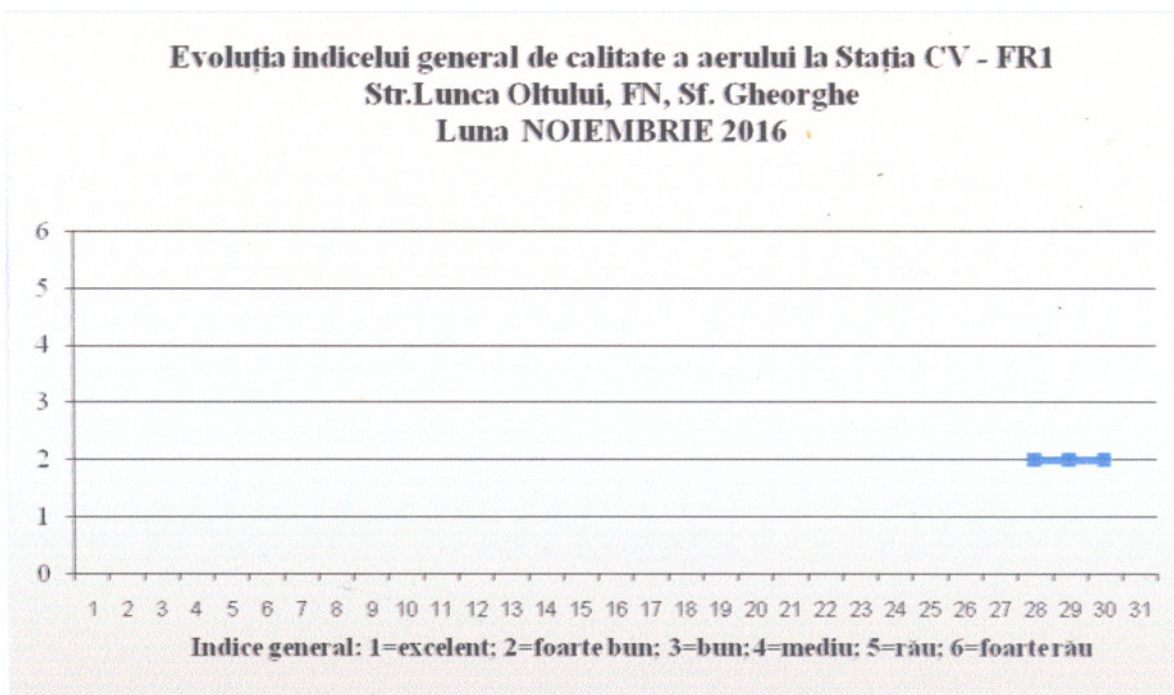 Evoluția indicelui general de calitate a aerului la Stația CV - FR1
Str.Lunca Oltului, FN, Sf. Gheorghe
Luna NOIEMBRIE 2016
6
5
4
3
2
1
0
1 2 3 4 5 6 7 8 9 10 11 12 13 14 15 16 17 18 19 20 21 22 23 24 25 26 27 28 29 30 31
Indice general: 1=excelent; 2=foarte bun; 3=bun; 4=mediu; 5=rău; 6=foarte rău